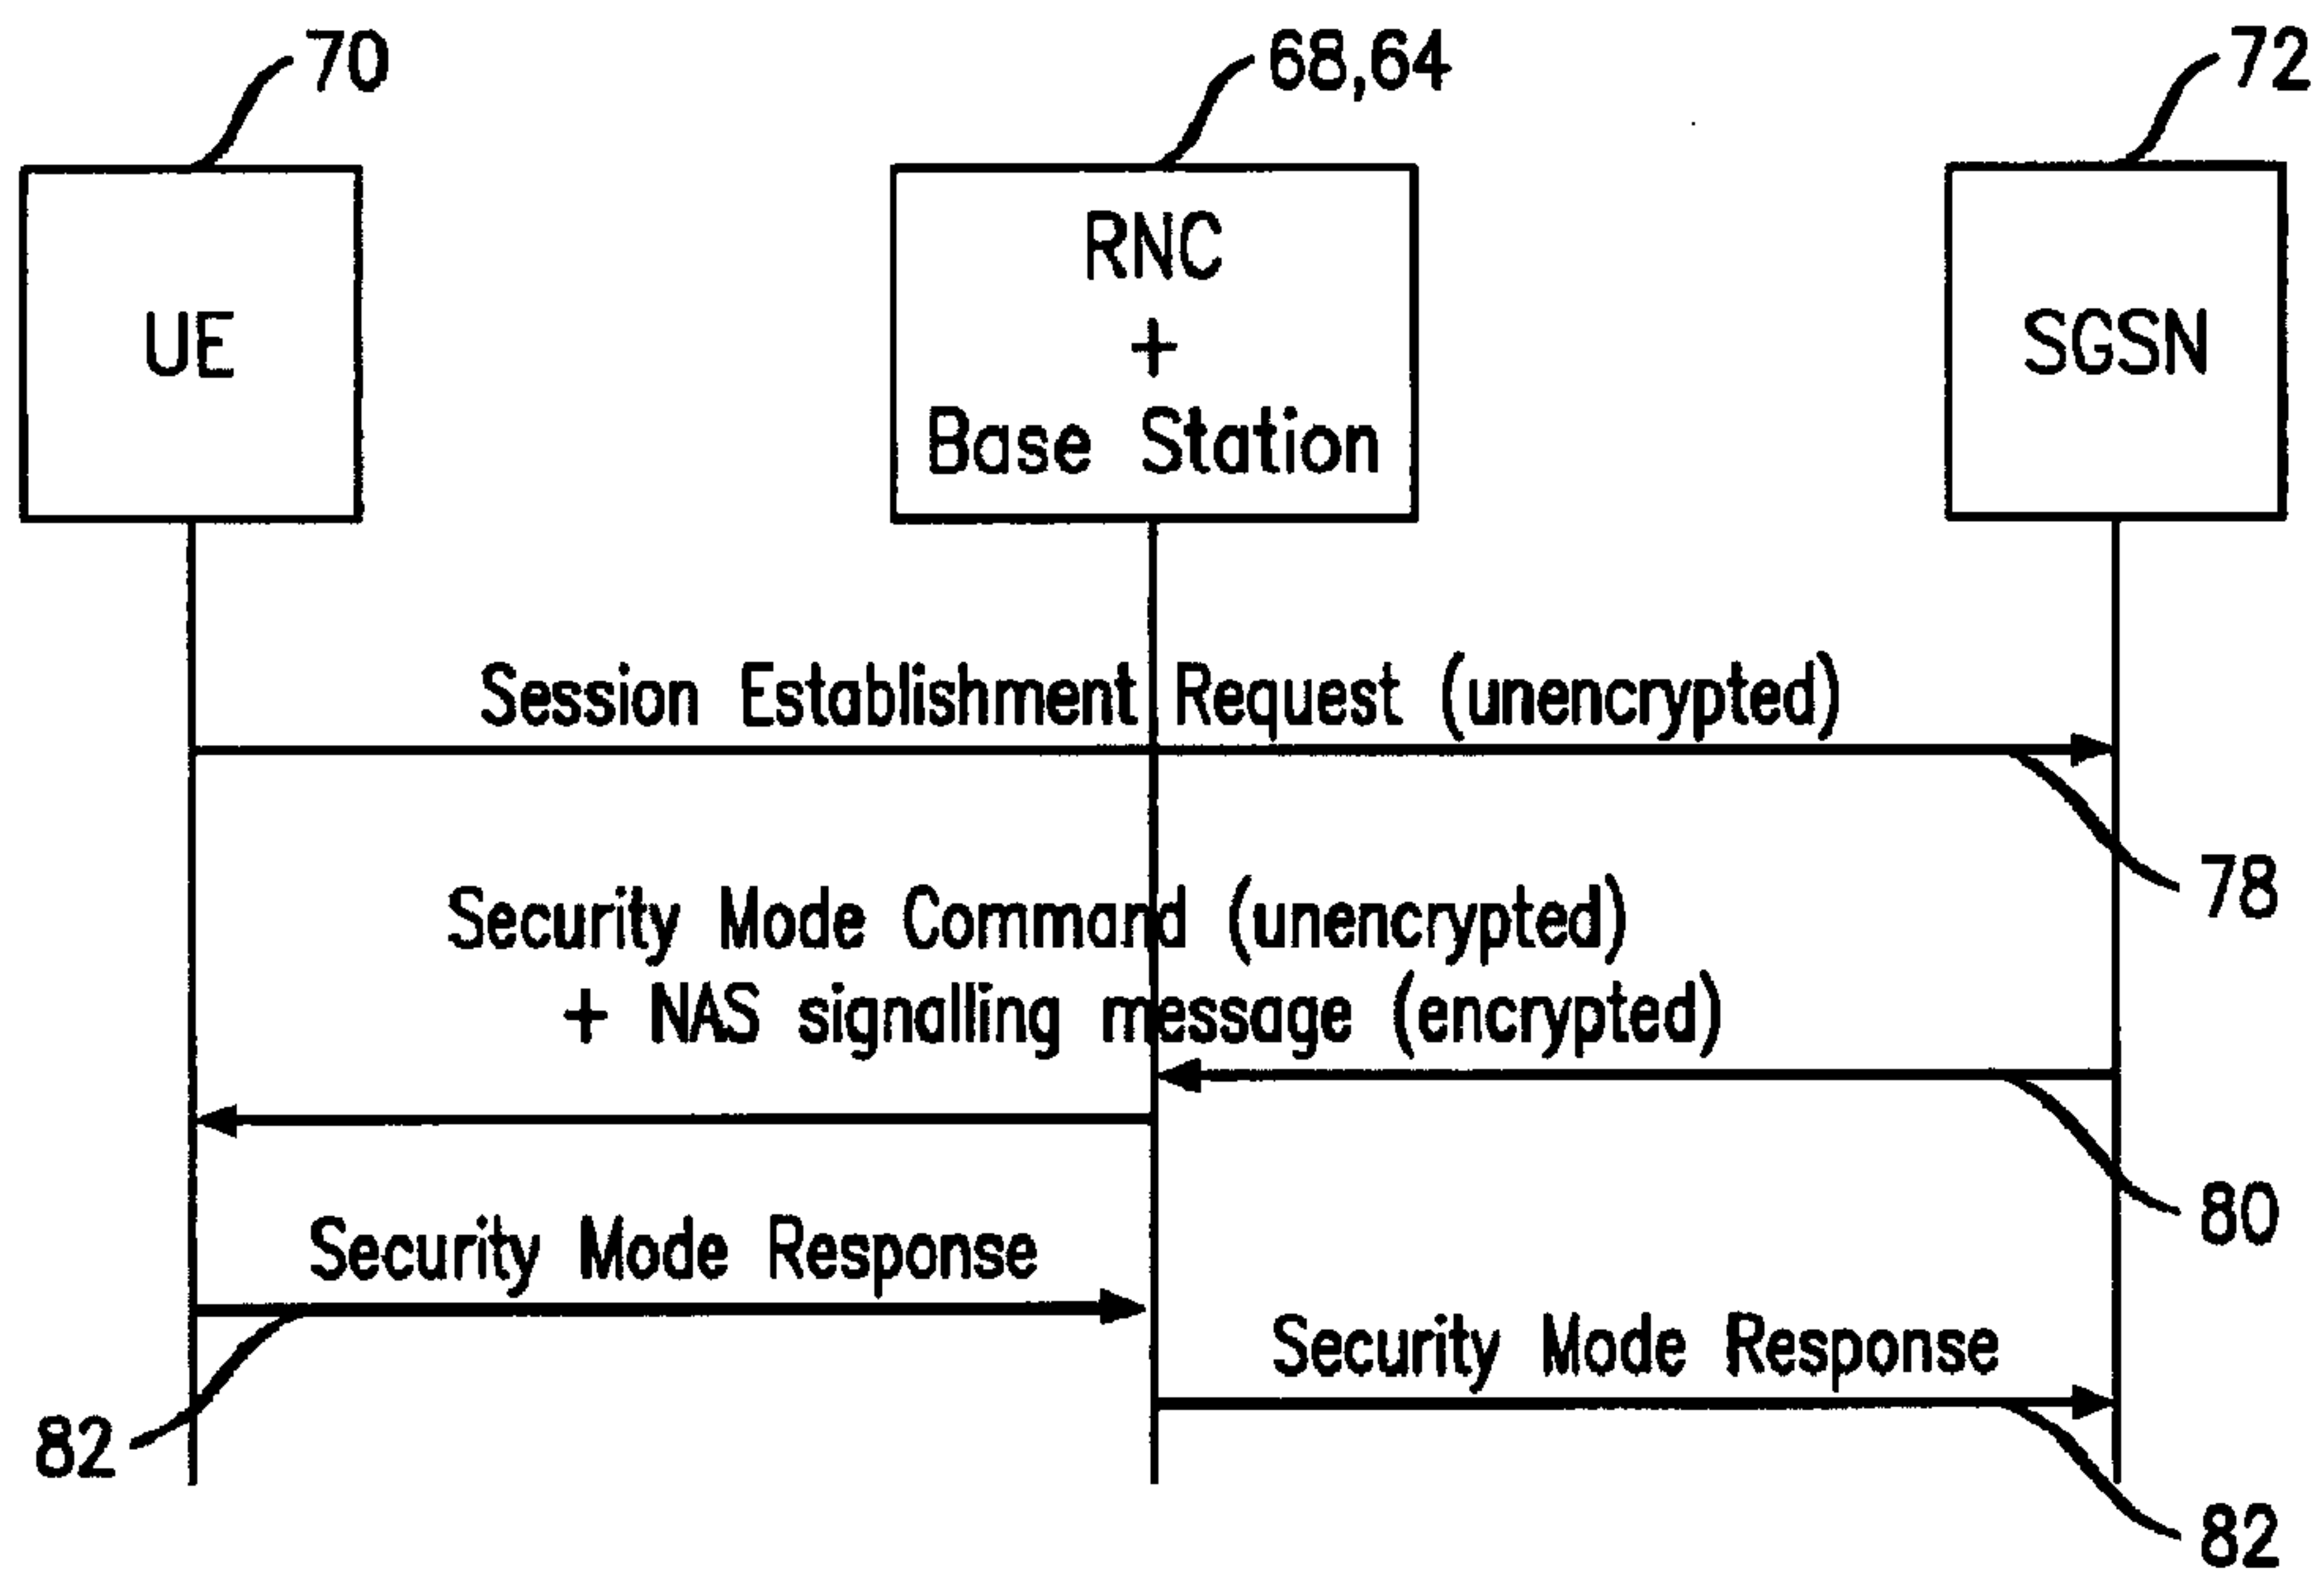 70
68,64
72
UE
RNC
+
Base Station
SGSN
Session Establishment Request (unencrypted)
78
Security Mode Command (unencrypted)
+ NAS signalling message (encrypted)
80
Security Mode Response
Security Mode Response
82
82